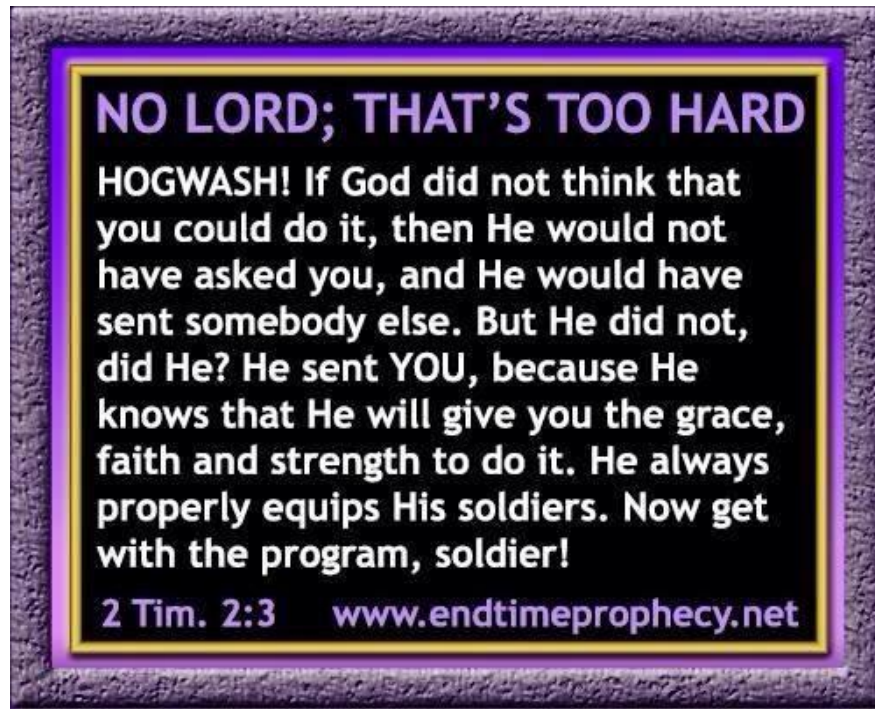 NO LORD; THAT'S TOO HARD
HOGWASH! If God did not think that
you could do it, then He would not
have asked you, and He would have
sent somebody else. But He did not,
did He? He sent YOU, because He
knows that He will give you the grace,
faith and strength to do it. He always
properly equips His soldiers. Now get
with the program, soldier!
2 Tim. 2:3 www.endtimeprophecy.net